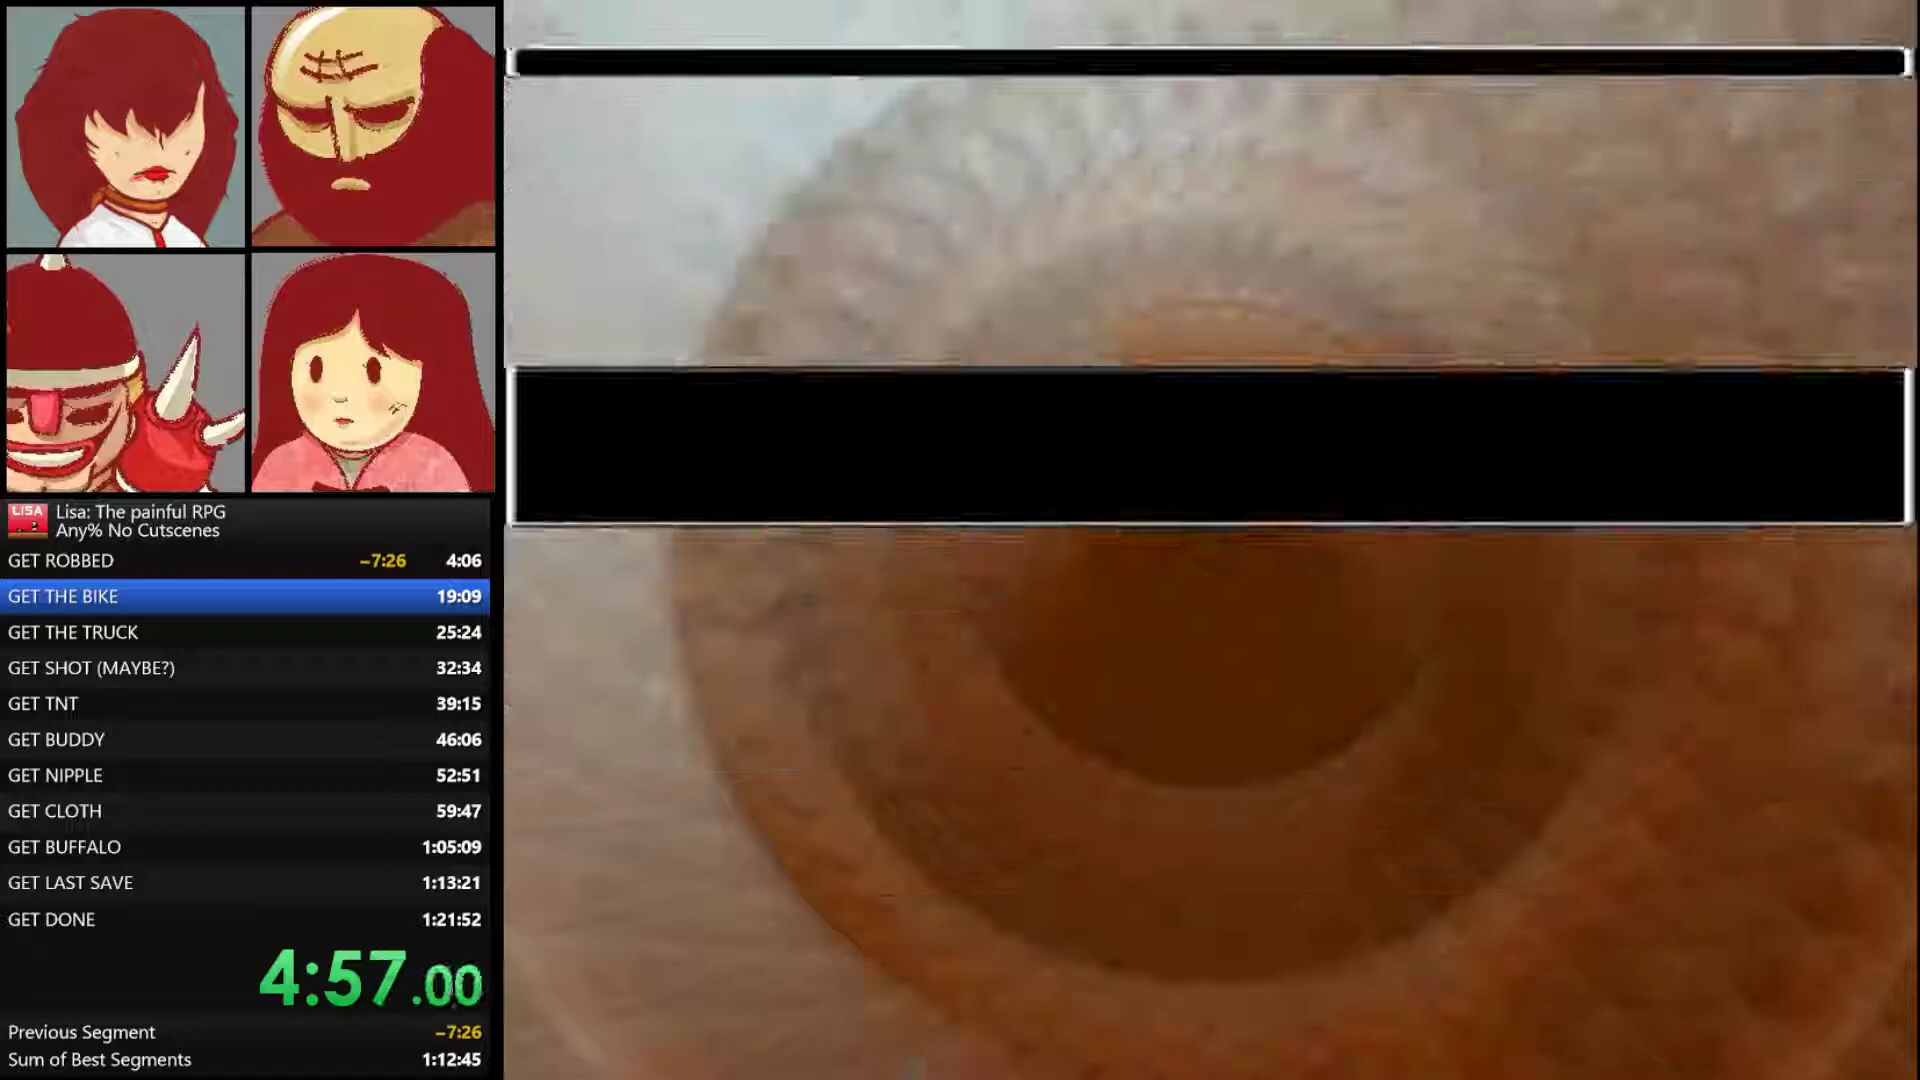 LISA
Lisa: The painful RPG
Any% No Cutscenes
GET ROBBED −7:26 4:06
GET THE BIKE 19:09
GET THE TRUCK 25:24
GET SHOT (MAYBE?) 32:34
GET TNT 39:15
GET BUDDY 46:06
GET NIPPLE 52:51
GET CLOTH 59:47
GET BUFFALO 1:05:09
GET LAST SAVE 1:13:21
GET DONE 1:21:52
4:57.00
Previous Segment −7:26
Sum of Best Segments 1:12:45